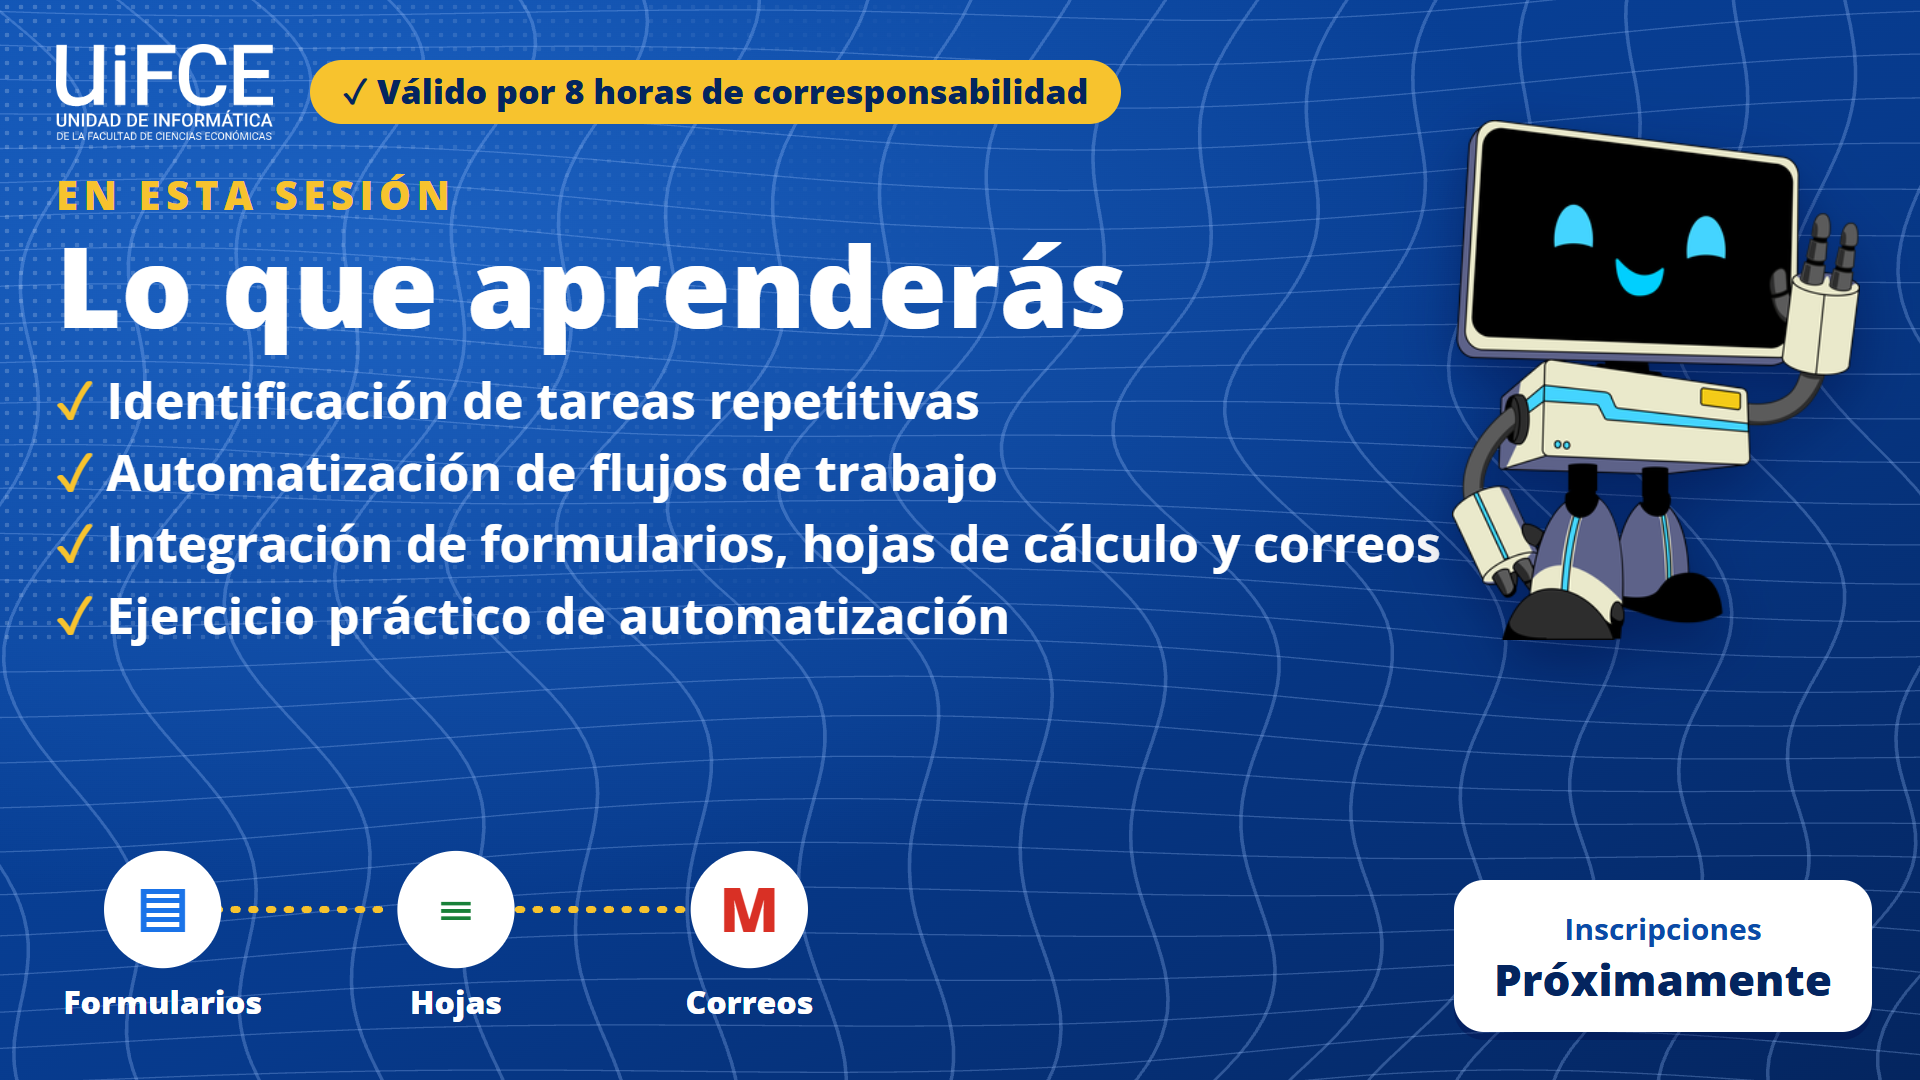 UiFCE
UNIDAD DE INFORMÁTICA
DE LA FACULTAD DE CIENCIAS ECONÓMICAS
✓ Válido por 8 horas de corresponsabilidad
EN ESTA SESIÓN
Lo que aprenderás
✓ Identificación de tareas repetitivas
✓ Automatización de flujos de trabajo
✓ Integración de formularios, hojas de cálculo y correos
✓ Ejercicio práctico de automatización
M
Formularios
Hojas
Correos
Inscripciones
Próximamente